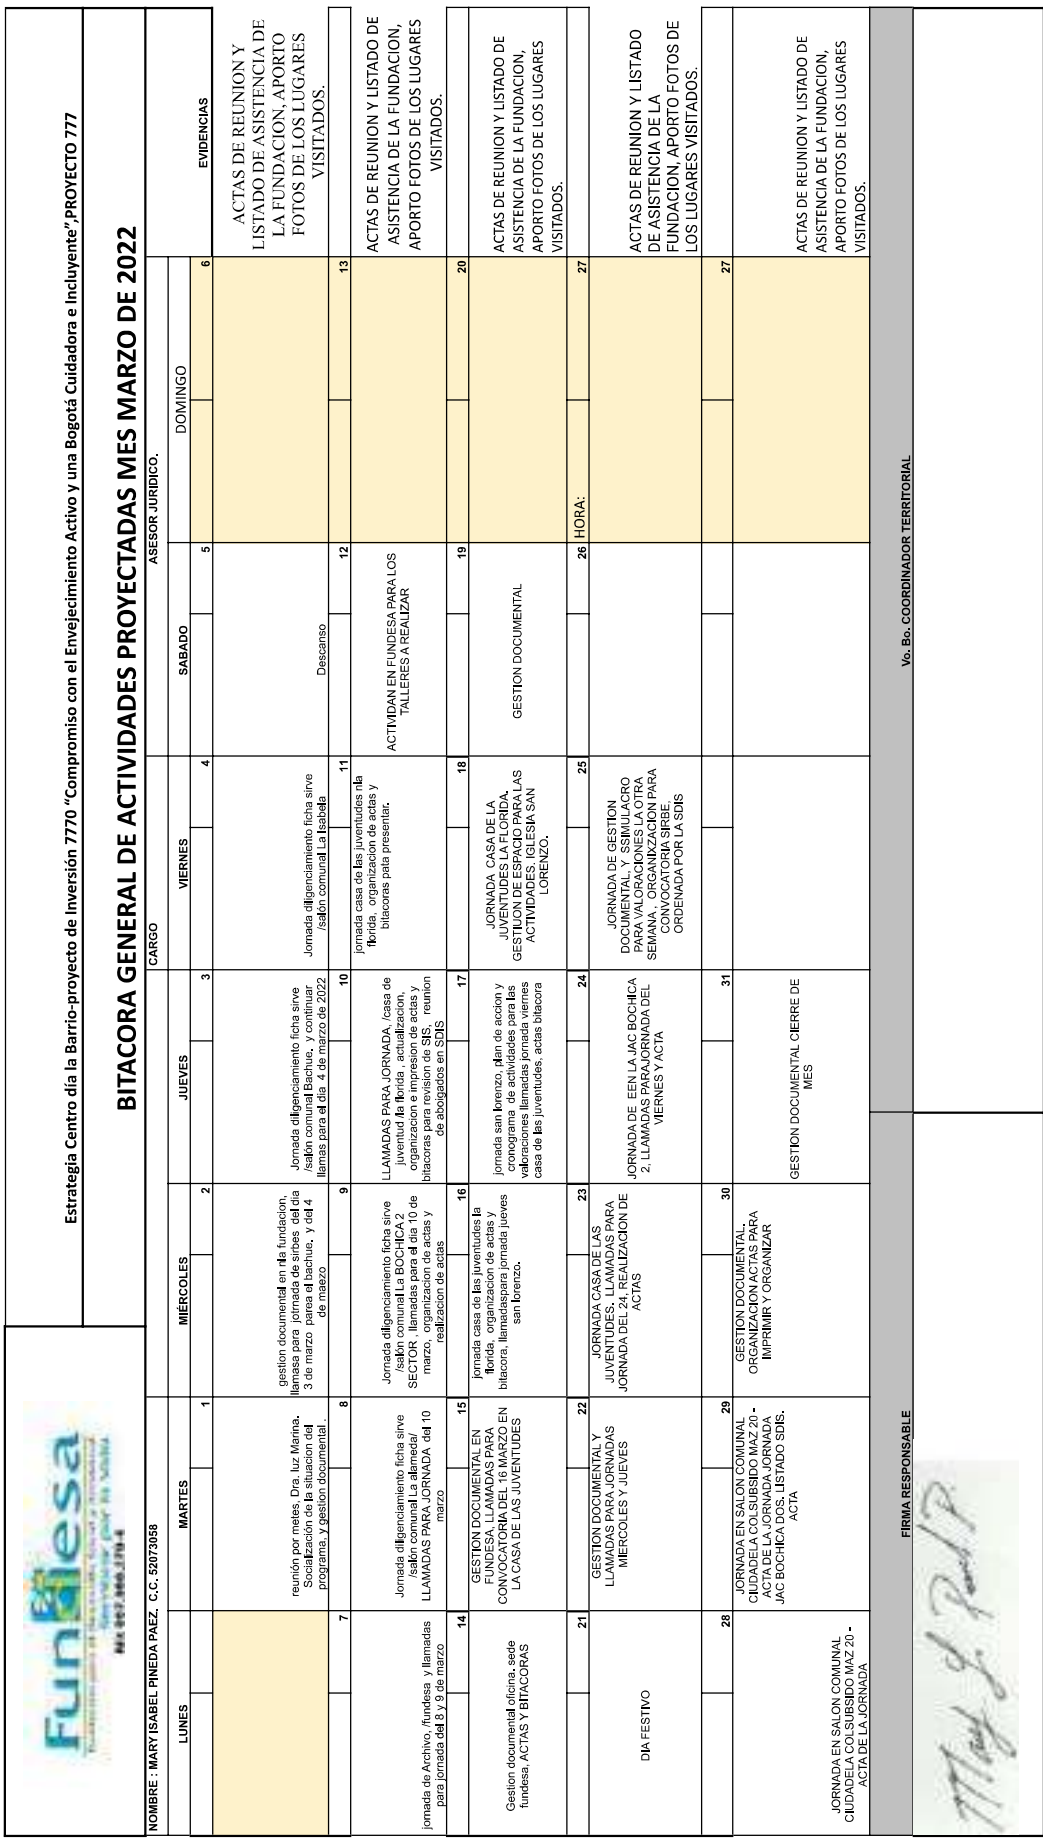 Fundesa
Servimos por tu vida
Nit 807.000.270-4
Estrategia Centro día la Barrio-proyecto de Inversión 7770 "Compromiso con el Envejecimiento Activo y una Bogotá Cuidadora e Incluyente",PROYECTO 777
BITACORA GENERAL DE ACTIVIDADES PROYECTADAS MES MARZO DE 2022
NOMBRE : MARY ISABEL PINEDA PAEZ. C.C. 52073058
CARGO
ASESOR JURIDICO.
LUNES
MARTES
MIÉRCOLES
JUEVES
VIERNES
SABADO
DOMINGO
EVIDENCIAS
1
2
3
4
5
6
reunión por metes, Dra. luz Marina.
Socialización de la situacion del
programa, y gestion documental .
gestion documental en rıla fundacion,
llamasa para jotrnada de sirbes del dia
3 de marzo parea el bachue, y del 4
de marezo
Jornada diligenciamiento ficha sirve
/salón comunal Bachue, y continuar
llamas para el dia 4 de marzo de 2022
Jornada diligenciamiento ficha sirve
/salón comunal La Isabela
Descanso
ACTAS DE REUNION Y
LISTADO DE ASISTENCIA DE
LA FUNDACION, APORTO
FOTOS DE LOS LUGARES
VISITADOS.
7
8
9
10
11
12
13
jornada de Archivo, /fundesa y llamadas
para jornada del 8 y 9 de marzo
Jornada diligenciamiento ficha sirve
/salón comunal La alameda/
LLAMADAS PARA JORNADA del 10
marzo
Jornada diligenciamiento ficha sirve
/salón comunal La BOCHICA 2
SECTOR , llamadas para el dia 10 de
marzo, organizacion de actas y
realizacion de actas
LLAMADAS PARA JORNADA, /casa de
juventud /la florida , actualizacion,
organizacion e impresion de actas y
bitacoras para revision de SIS, reunion
de aboigados en SDIS
jornada casa de las juventudes nla
florida, organizacion de actas y
bitacoras pata presentar.
ACTIVIDAN EN FUNDESA PARA LOS
TALLERES A REALIZAR
ACTAS DE REUNION Y LISTADO DE
ASISTENCIA DE LA FUNDACION,
APORTO FOTOS DE LOS LUGARES
VISITADOS.
14
15
16
17
18
19
20
Gestion documental oficina. sede
fundesa, ACTAS Y BITACORAS
GESTION DOCUMENTAL EN
FUNDESA, LLAMADAS PARA
CONVOCATORIA DEL 16 MARZO EN
LA CASA DE LAS JUVENTUDES
jornada casa de las juventudes la
florida, organizacion de actas y
bitacora, llamadaspara jornada jueves
san lorenzo.
jornada san lorenzo, plan de accion y
cronograma de actividades para las
valoraciones llamadas jornada viernes
casa de las juventudes, actas bitacora
JORNADA CASA DE LA
JUVENTUDES LA FLORIDA.
GESTIJON DE ESPACIO PARA LAS
ACTIVIDADES. IGLESIA SAN
LORENZO.
GESTION DOCUMENTAL
ACTAS DE REUNION Y LISTADO DE
ASISTENCIA DE LA FUNDACION,
APORTO FOTOS DE LOS LUGARES
VISITADOS.
21
22
23
24
25
26
HORA:
27
DIA FESTIVO
GESTION DOCUMENTAL Y
LLAMADAS PARA JORNADAS
MIERCOLES Y JUEVES
JORNADA CASA DE LAS
JUVENTUDES. LLAMADAS PARA
JORNADA DEL 24, REALIZACION DE
ACTAS
JORNADA DE EEN LA JAC BOCHICA
2, LLAMADAS PARAJORNADA DEL
VIERNES Y ACTA
JORNADA DE GESTION
DOCUMENTAL, Y SSIMULACRO
PARA VALORACIONES LA OTRA
SEMANA , ORGANIXZACION PARA
CONVOCATORIA SIRBE,
ORDENADA POR LA SDIS
ACTAS DE REUNION Y LISTADO
DE ASISTENCIA DE LA
FUNDACION, APORTO FOTOS DE
LOS LUGARES VISITADOS.
28
29
30
31
27
JORNADA EN SALON COMUNAL
CIUDADELA COLSUBSIDO MAZ 20 -
ACTA DE LA JORNADA
JORNADA EN SALON COMUNAL
CIUDADELA COLSUBSIDO MAZ 20 -
ACTA DE LA JORNADA JORNADA
JAC BOCHICA DOS, LISTADO SDIS.
ACTA
GESTION DOCUMENTAL.
ORGANIZACION ACTAS PARA
IMPRIMIR Y ORGANIZAR
GESTION DOCUMENTAL CIERRE DE
MES
ACTAS DE REUNION Y LISTADO DE
ASISTENCIA DE LA FUNDACION,
APORTO FOTOS DE LOS LUGARES
VISITADOS.
FIRMA RESPONSABLE
Vo. Bo. COORDINADOR TERRITORIAL